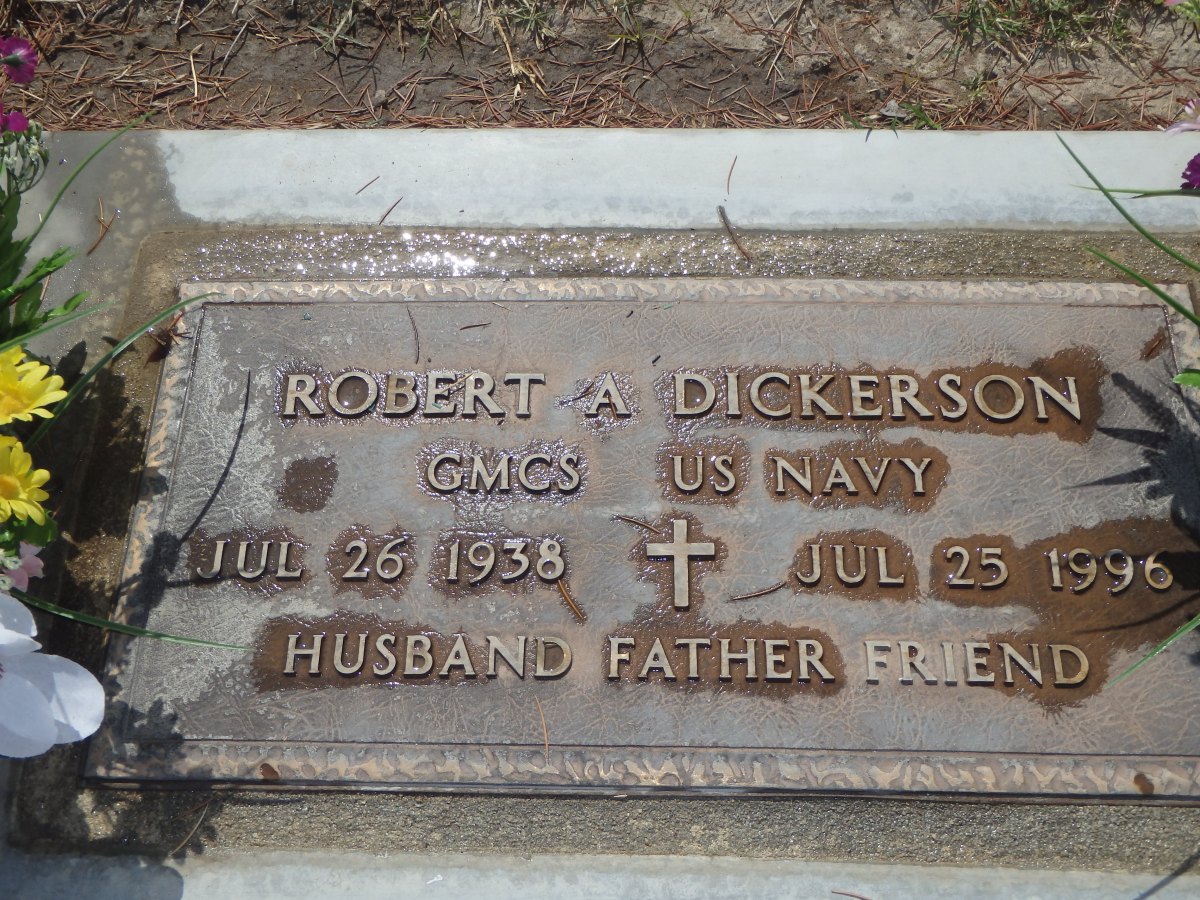 ROBERT A DICKERSON
GMCS US NAVY
JUL 26 1938 JUL 25 1996
HUSBAND FATHER FRIEND